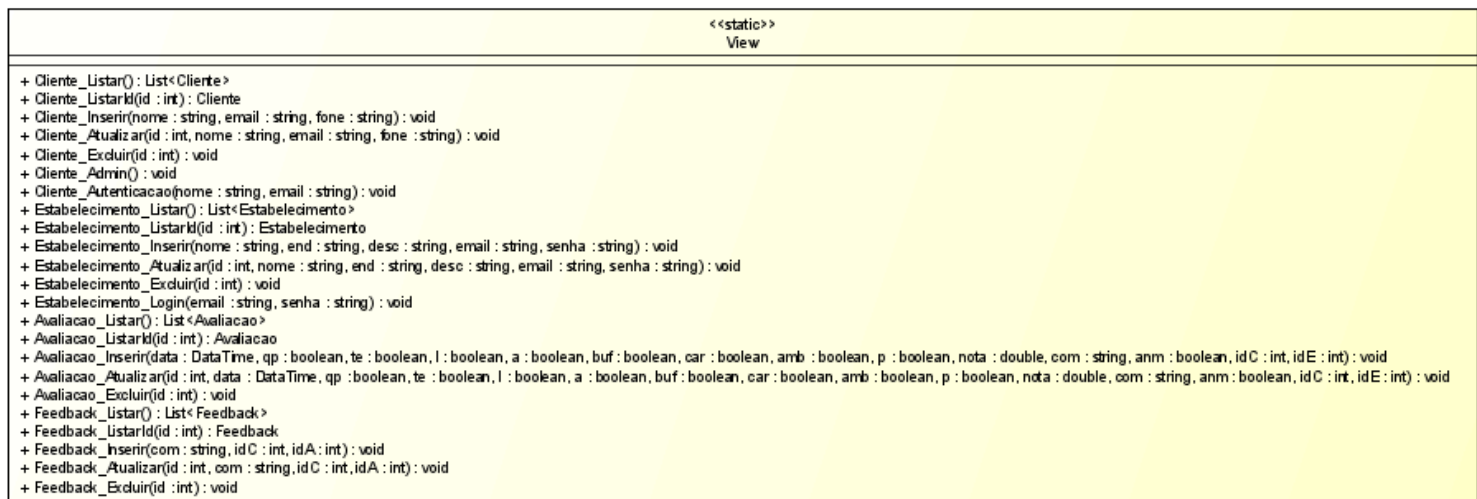 <<static>>
View
+ Cliente_Listar() : List<Cliente>
+ Cliente_ListarId(id : int) : Cliente
+ Cliente_Inserir(nome : string, email : string, fone : string) : void
+ Cliente_Atualizar(id : int, nome : string, email : string, fone : string) : void
+ Cliente_Excluir(id : int) : void
+ Cliente_Admin() : void
+ Cliente_Autenticacao(nome : string, email : string) : void
+ Estabelecimento_Listar() : List<Estabelecimento>
+ Estabelecimento_ListarId(id : int) : Estabelecimento
+ Estabelecimento_Inserir(nome : string, end : string, desc : string, email : string, senha : string) : void
+ Estabelecimento_Atualizar(id : int, nome : string, end : string, desc : string, email : string, senha : string) : void
+ Estabelecimento_Excluir(id : int) : void
+ Estabelecimento_Login(email : string, senha : string) : void
+ Avaliacao_Listar() : List<Avaliacao>
+ Avaliacao_ListarId(id : int) : Avaliacao
+ Avaliacao_Inserir(data : DataTime, qp : boolean, te : boolean, l : boolean, a : boolean, buf : boolean, car : boolean, amb : boolean, p : boolean, nota : double, com : string, anm : boolean, idC : int, idE : int) : void
+ Avaliacao_Atualizar(id : int, data : DataTime, qp : boolean, te : boolean, l : boolean, a : boolean, buf : boolean, car : boolean, amb : boolean, p : boolean, nota : double, com : string, anm : boolean, idC : int, idE : int) : void
+ Avaliacao_Excluir(id : int) : void
+ Feedback_Listar() : List<Feedback>
+ Feedback_ListarId(id : int) : Feedback
+ Feedback_Inserir(com : string, idC : int, idA : int) : void
+ Feedback_Atualizar(id : int, com : string, idC : int, idA : int) : void
+ Feedback_Excluir(id : int) : void